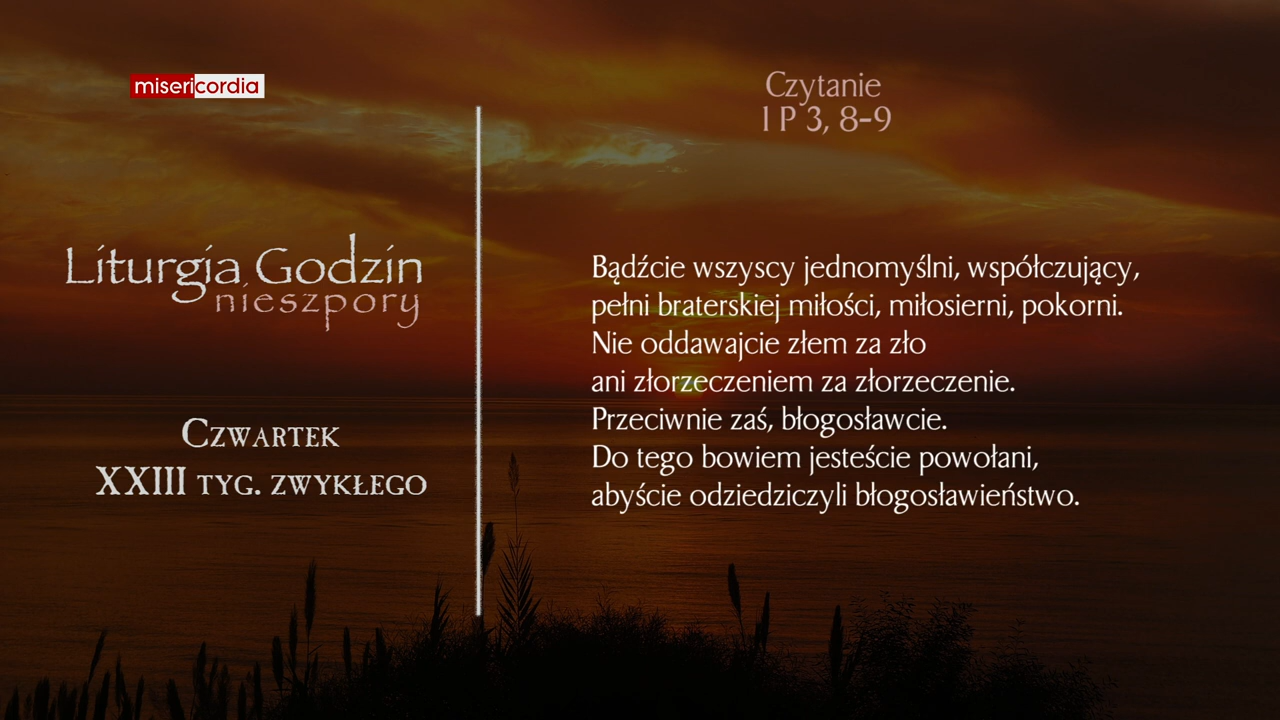 misericordia
Liturgia Godzin
nieszpory
Czwartek
XXIII tyg. zwykłego
Czytanie
1 P 3, 8-9
Bądźcie wszyscy jednomyślni, współczujący,
pełni braterskiej miłości, miłosierni, pokorni.
Nie oddawajcie złem za zło
ani złorzeczeniem za złorzeczenie.
Przeciwnie zaś, błogosławcie.
Do tego bowiem jesteście powołani,
abyście odziedziczyli błogosławieństwo.